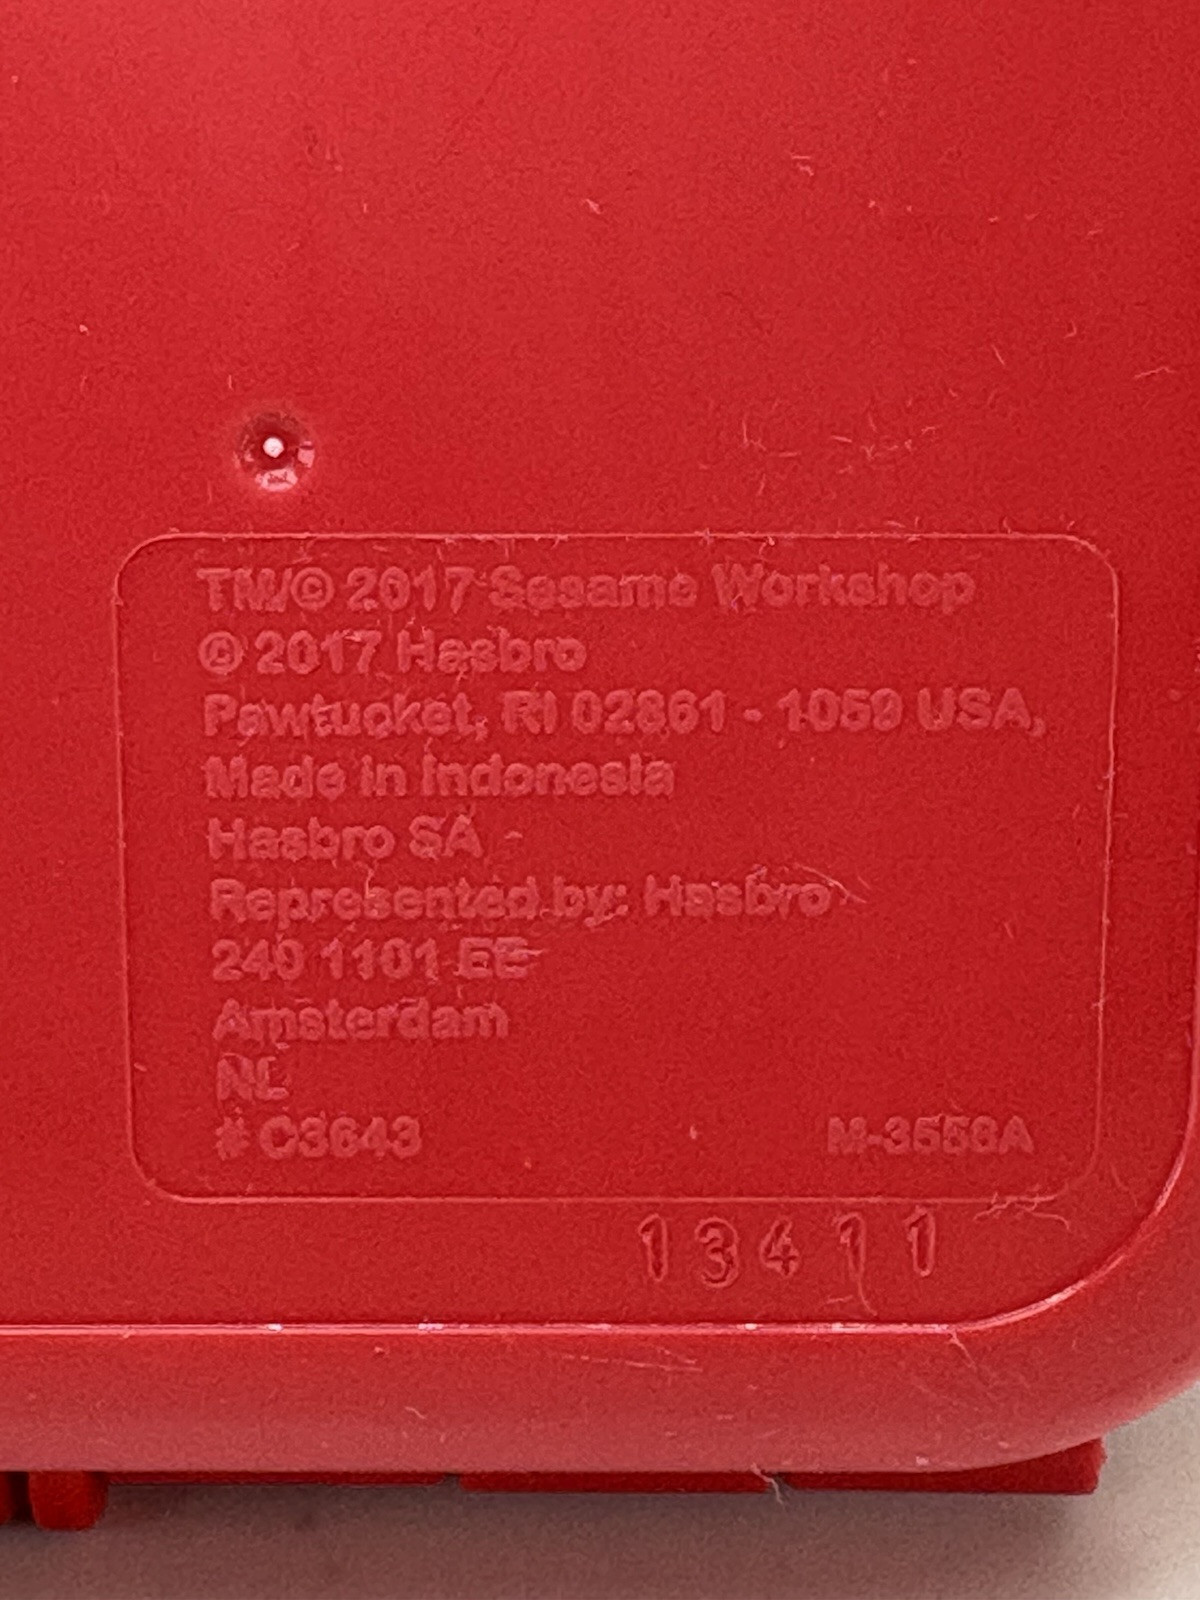 TM/© 2017 Sesame Workshop
© 2017 Hasbro
Pawtucket, RI 02861 - 1059 USA,
Made in Indonesia
Hasbro SA
Represented by: Hasbro
240 1101 EE
Amsterdam
NL
# C3643 M-3556A
13411